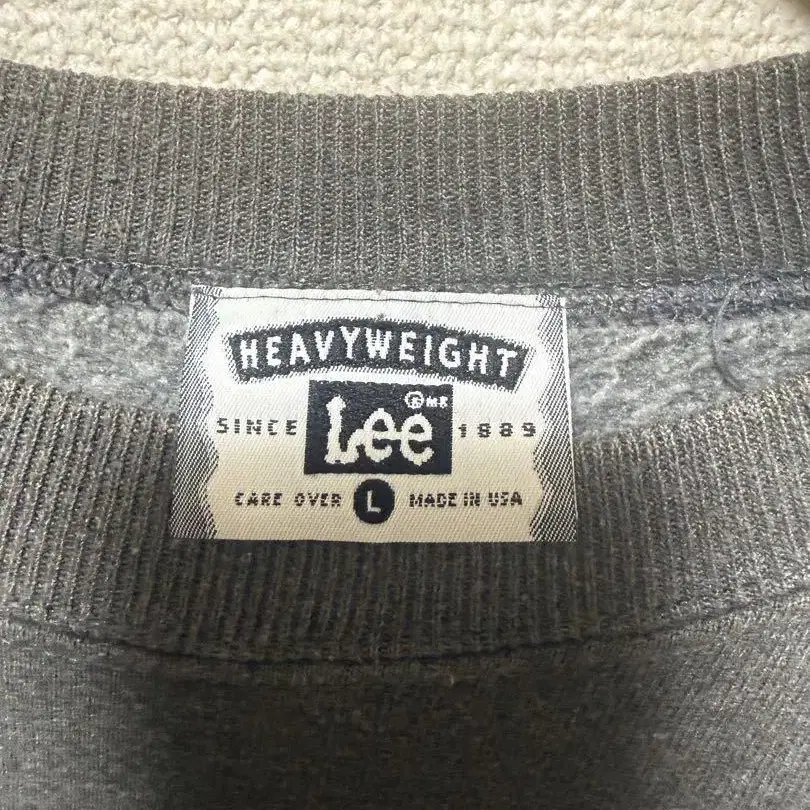 HEAVYWEIGHT
® MR
SINCE Lee 1889
CARE OVER L MADE IN USA